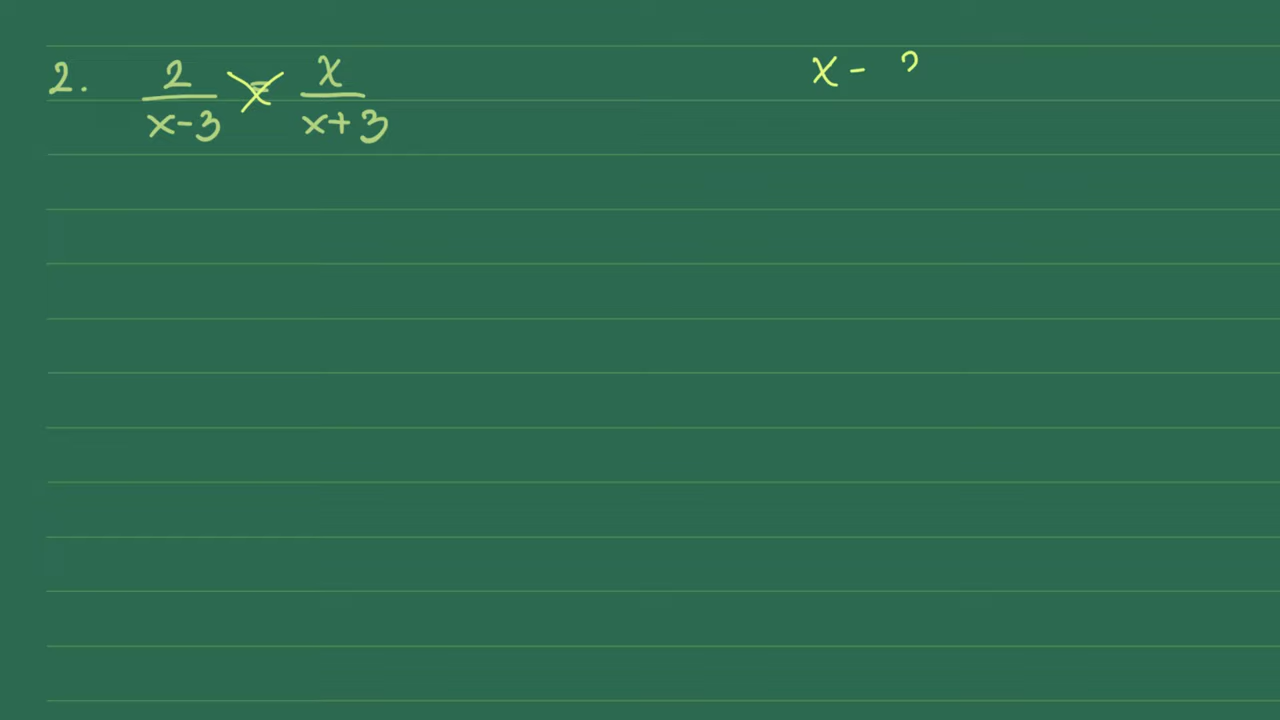 2. 2/(x-3) = x/(x+3)
x - ?